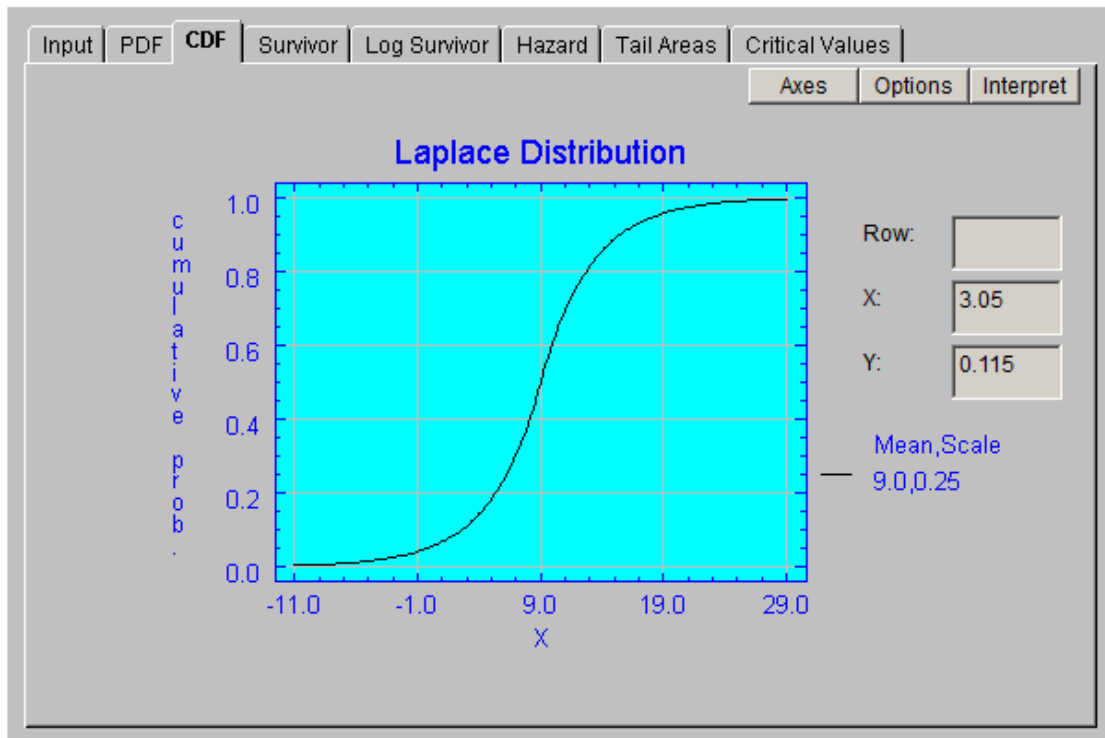 Input PDF CDF Survivor Log Survivor Hazard Tail Areas Critical Values
Axes Options Interpret
Laplace Distribution
cumulative prob.
1.0
0.8
0.6
0.4
0.2
0.0
-11.0 -1.0 9.0 19.0 29.0
X
Row:
X: 3.05
Y: 0.115
Mean,Scale
9.0,0.25